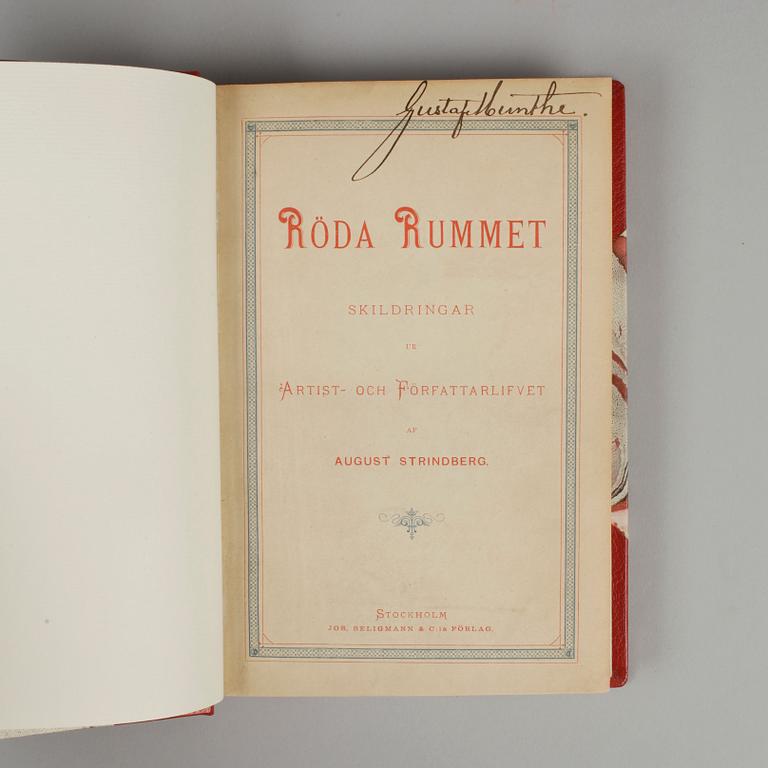 Gustaf Munthe.
RÖDA RUMMET
SKILDRINGAR
UR
ARTIST- OCH FÖRFATTARLIFVET
AF
AUGUST STRINDBERG.
STOCKHOLM
JOS. SELIGMANN & C:IS FÖRLAG.